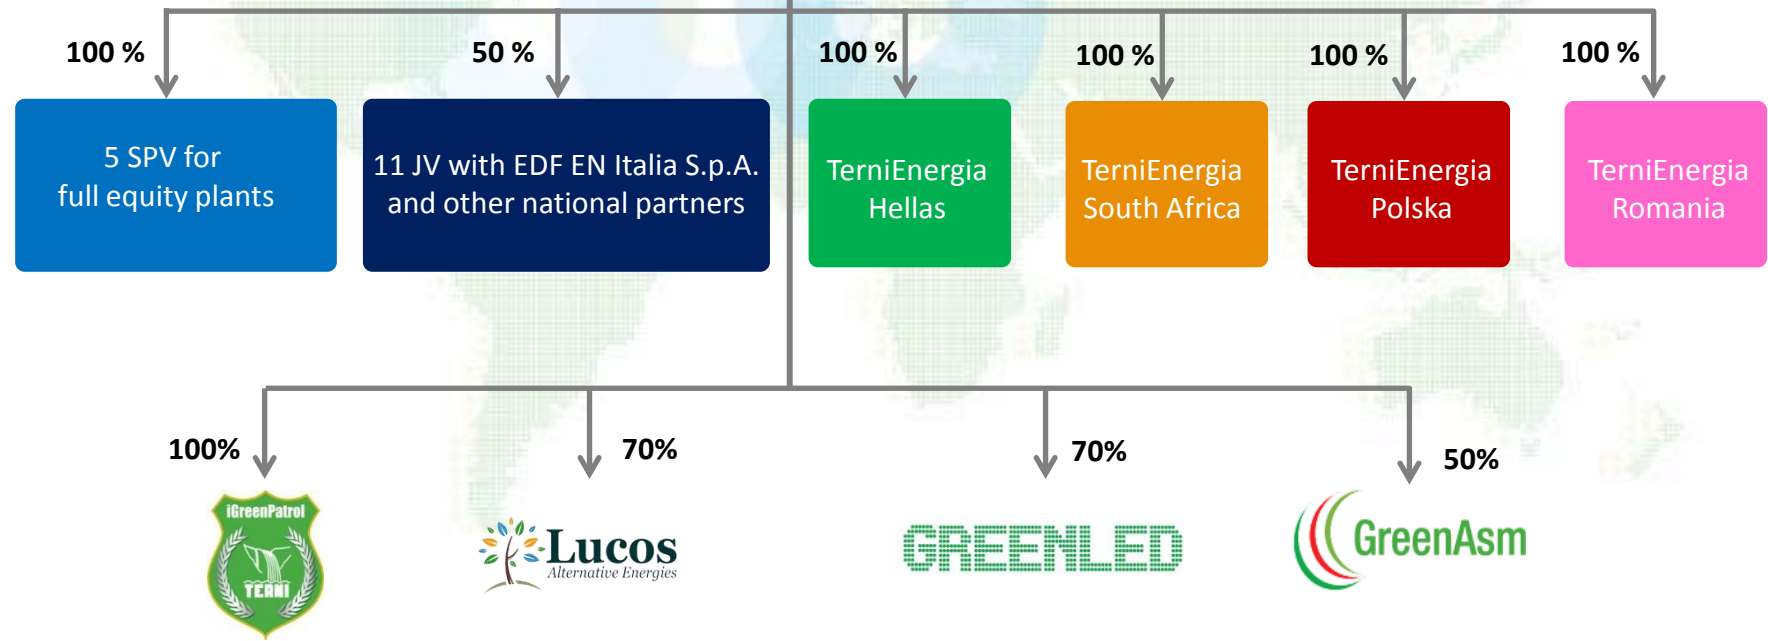 100 %
50 %
100 %
100 %
100 %
100 %
5 SPV for
full equity plants
11 JV with EDF EN Italia S.p.A.
and other national partners
TerniEnergia
Hellas
TerniEnergia
South Africa
TerniEnergia
Polska
TerniEnergia
Romania
100%
70%
70%
50%
iGreenPatrol
TERNI
Lucos
Alternative Energies
GREENLED
GreenAsm